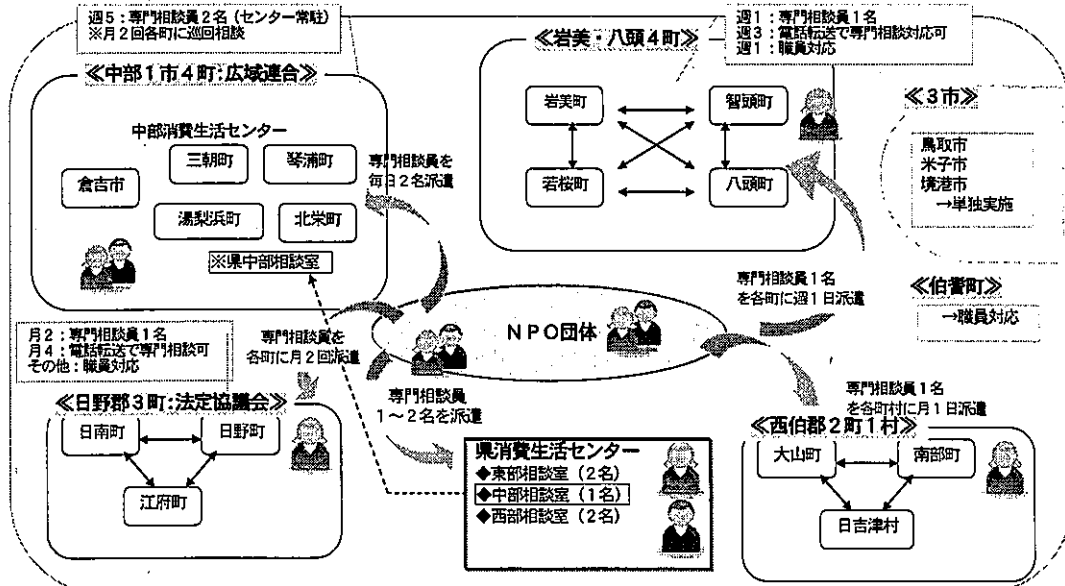 週５：専門相談員２名（センター常駐）
※月２回各町に巡回相談
≪中部１市４町：広域連合≫
中部消費生活センター
三朝町
琴浦町
倉吉市
湯梨浜町
北栄町
※県中部相談室
専門相談員を
毎日２名派遣
≪岩美・八頭４町≫
週１：専門相談員１名
週３：電話転送で専門相談対応可
週１：職員対応
岩美町
智頭町
若桜町
八頭町
≪３市≫
鳥取市
米子市
境港市
→単独実施
専門相談員１名
を各町に週１日派遣
≪伯耆町≫
→職員対応
ＮＰＯ団体
月２：専門相談員１名
月４：電話転送で専門相談可
その他：職員対応
専門相談員を
各町に月２回派遣
専門相談員
１～２名を派遣
≪日野郡３町：法定協議会≫
日南町
日野町
江府町
県消費生活センター
◆東部相談室（２名）
◆中部相談室（１名）
◆西部相談室（２名）
専門相談員１名
を各町村に月１日派遣
≪西伯郡２町１村≫
大山町
南部町
日吉津村